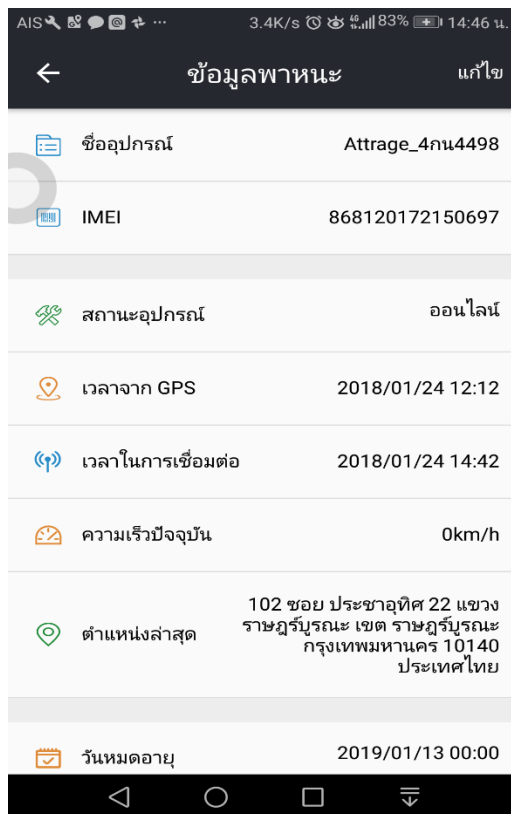 AIS 3.4K/s 83% 14:46 น.
ข้อมูลพาหนะ แก้ไข
ชื่ออุปกรณ์ Attrage_4กน4498
IMEI 868120172150697
สถานะอุปกรณ์ ออนไลน์
เวลาจาก GPS 2018/01/24 12:12
เวลาในการเชื่อมต่อ 2018/01/24 14:42
ความเร็วปัจจุบัน 0km/h
ตำแหน่งล่าสุด
102 ซอย ประชาอุทิศ 22 แขวง
ราษฎร์บูรณะ เขต ราษฎร์บูรณะ
กรุงเทพมหานคร 10140
ประเทศไทย
วันหมดอายุ 2019/01/13 00:00